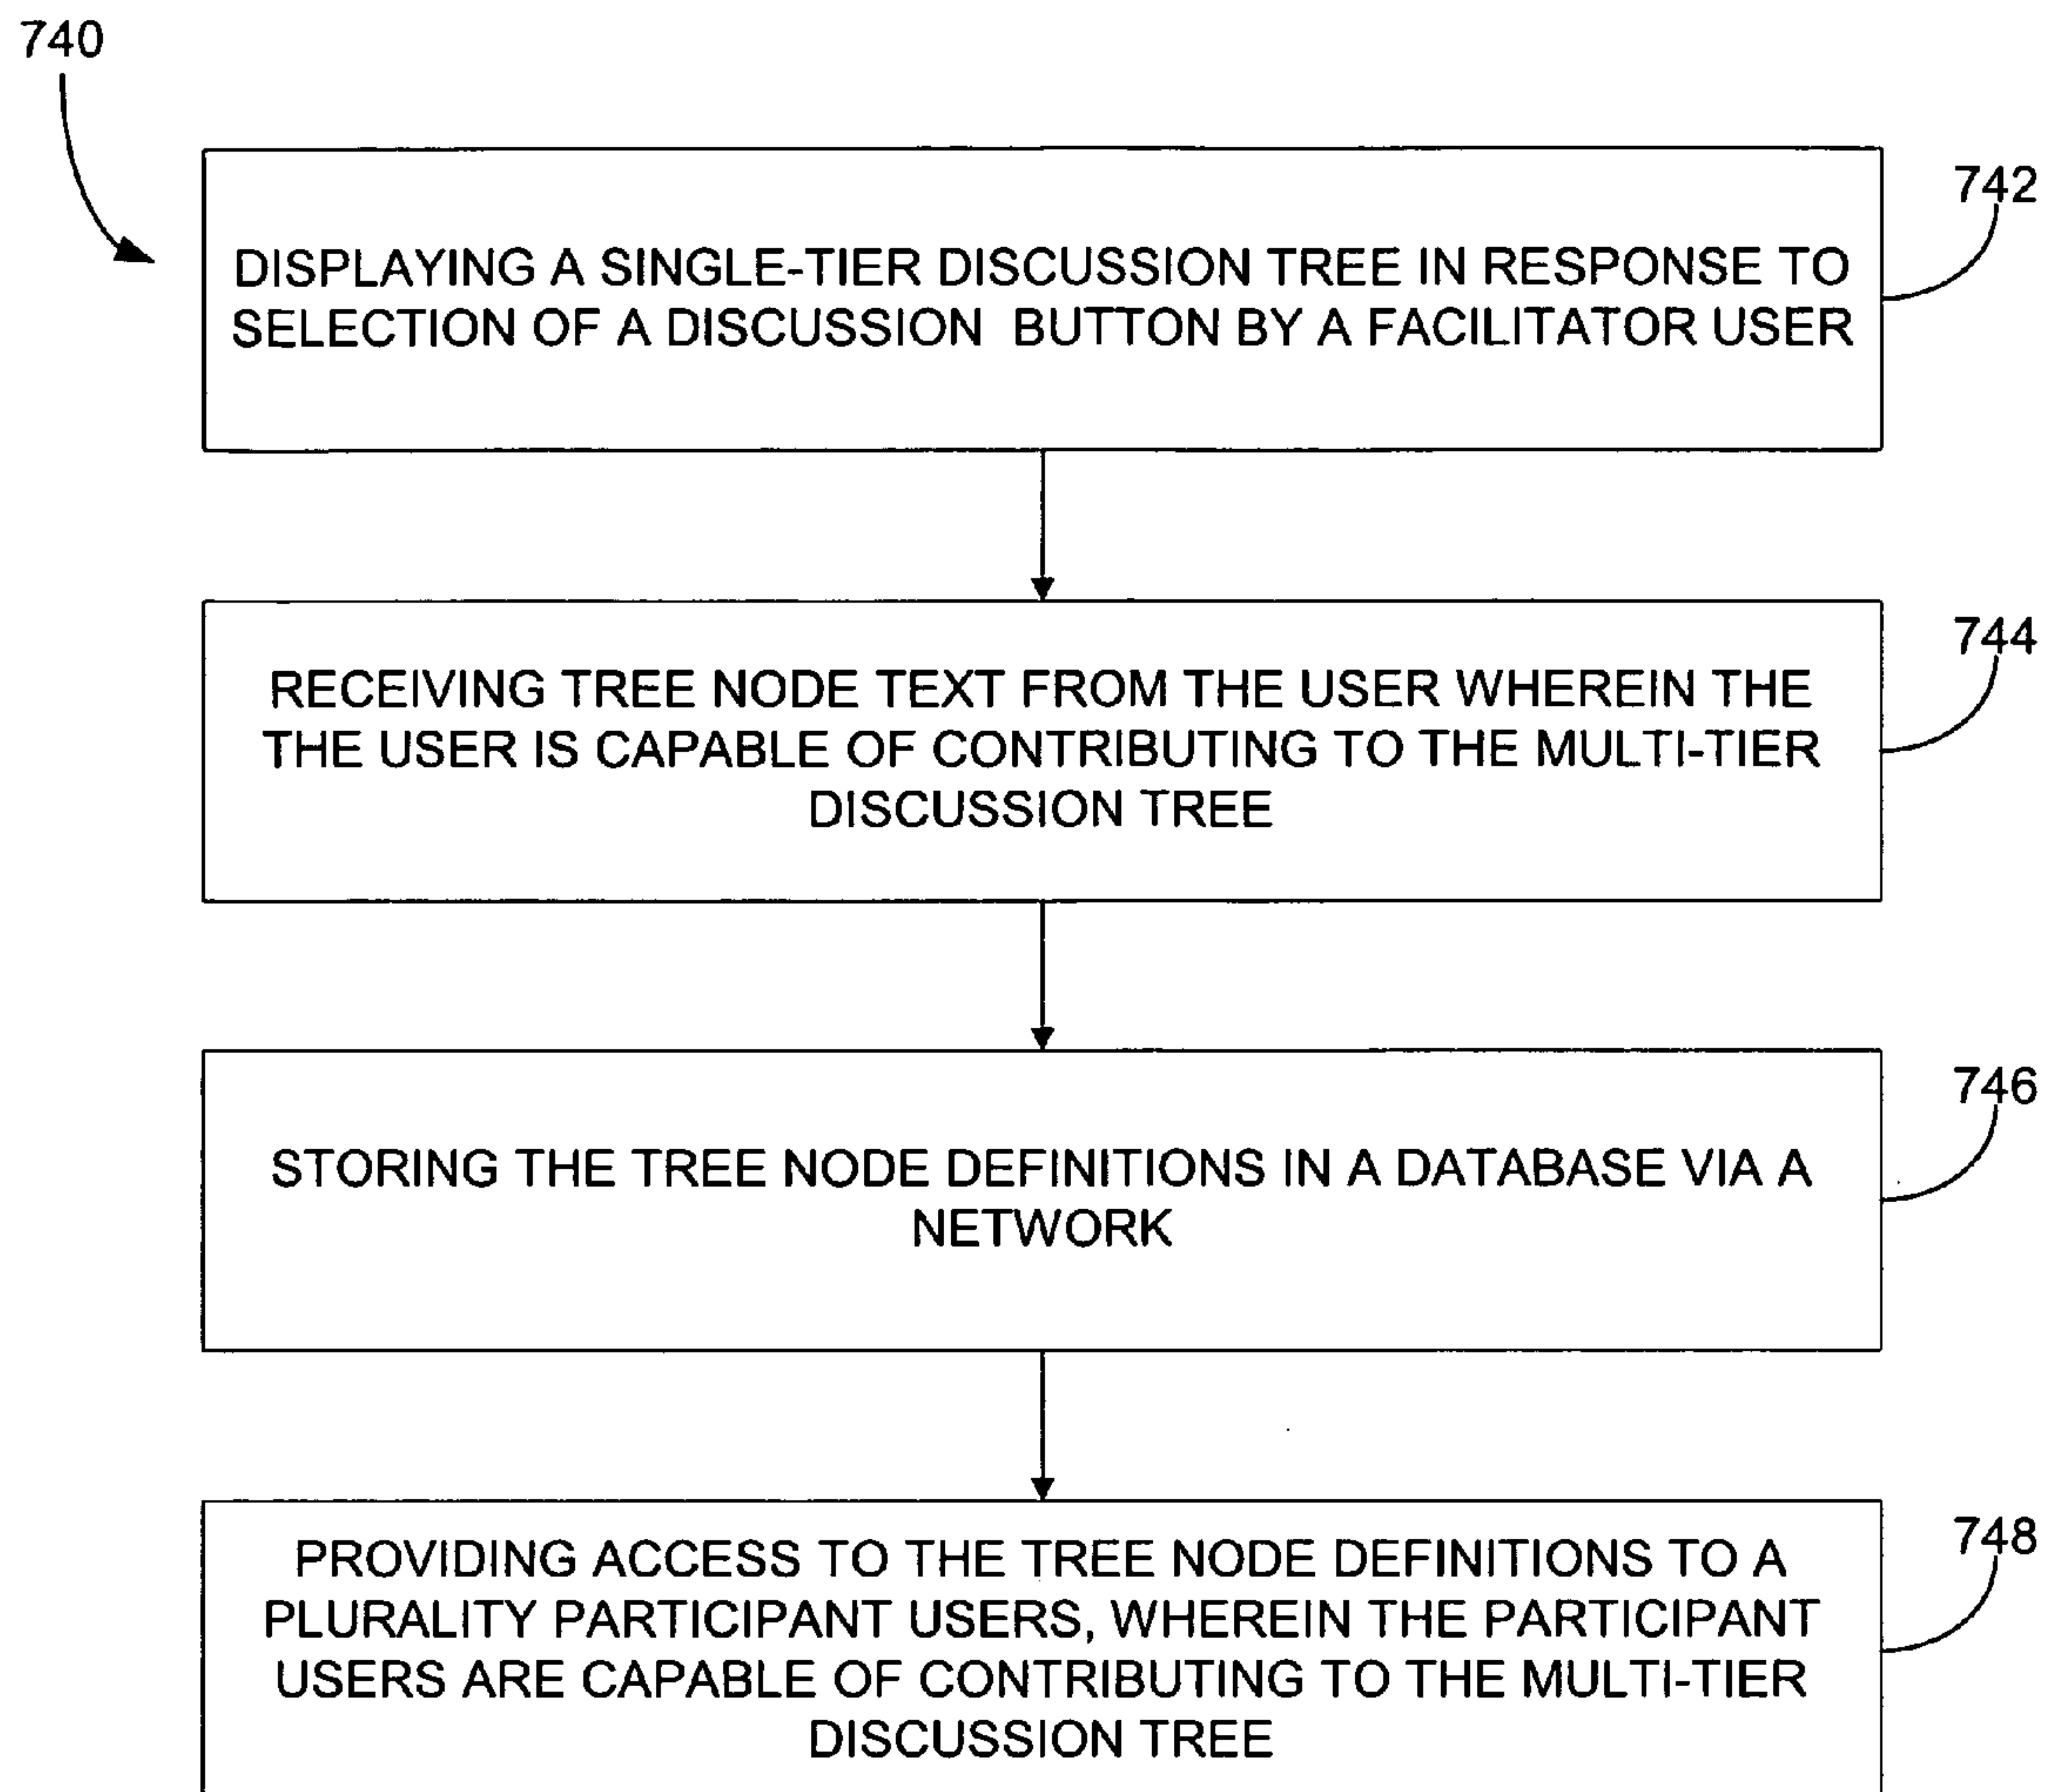 740
742
DISPLAYING A SINGLE-TIER DISCUSSION TREE IN RESPONSE TO
SELECTION OF A DISCUSSION BUTTON BY A FACILITATOR USER
744
RECEIVING TREE NODE TEXT FROM THE USER WHEREIN THE
THE USER IS CAPABLE OF CONTRIBUTING TO THE MULTI-TIER
DISCUSSION TREE
746
STORING THE TREE NODE DEFINITIONS IN A DATABASE VIA A
NETWORK
748
PROVIDING ACCESS TO THE TREE NODE DEFINITIONS TO A
PLURALITY PARTICIPANT USERS, WHEREIN THE PARTICIPANT
USERS ARE CAPABLE OF CONTRIBUTING TO THE MULTI-TIER
DISCUSSION TREE